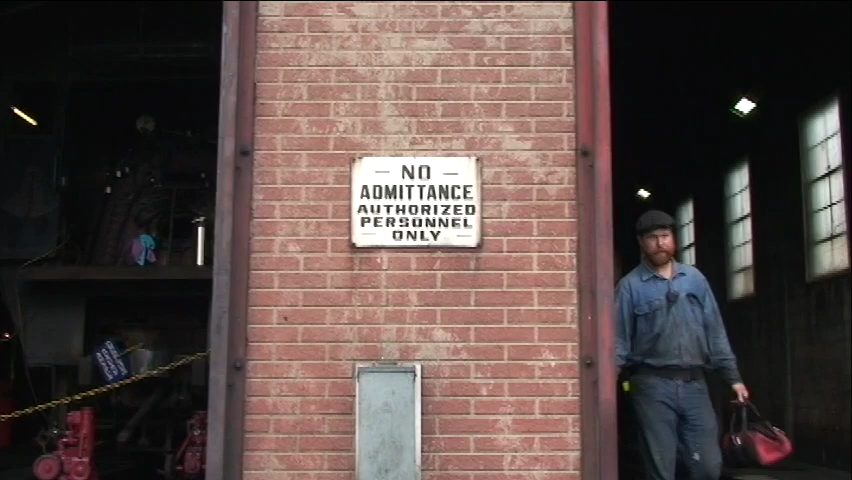 NO
ADMITTANCE
AUTHORIZED
PERSONNEL
ONLY